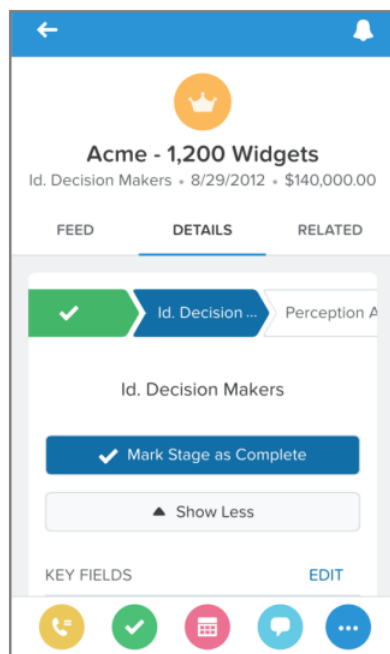 Acme - 1,200 Widgets
Id. Decision Makers • 8/29/2012 • $140,000.00
FEED DETAILS RELATED
Id. Decision ... Perception A
Id. Decision Makers
Mark Stage as Complete
Show Less
KEY FIELDS EDIT